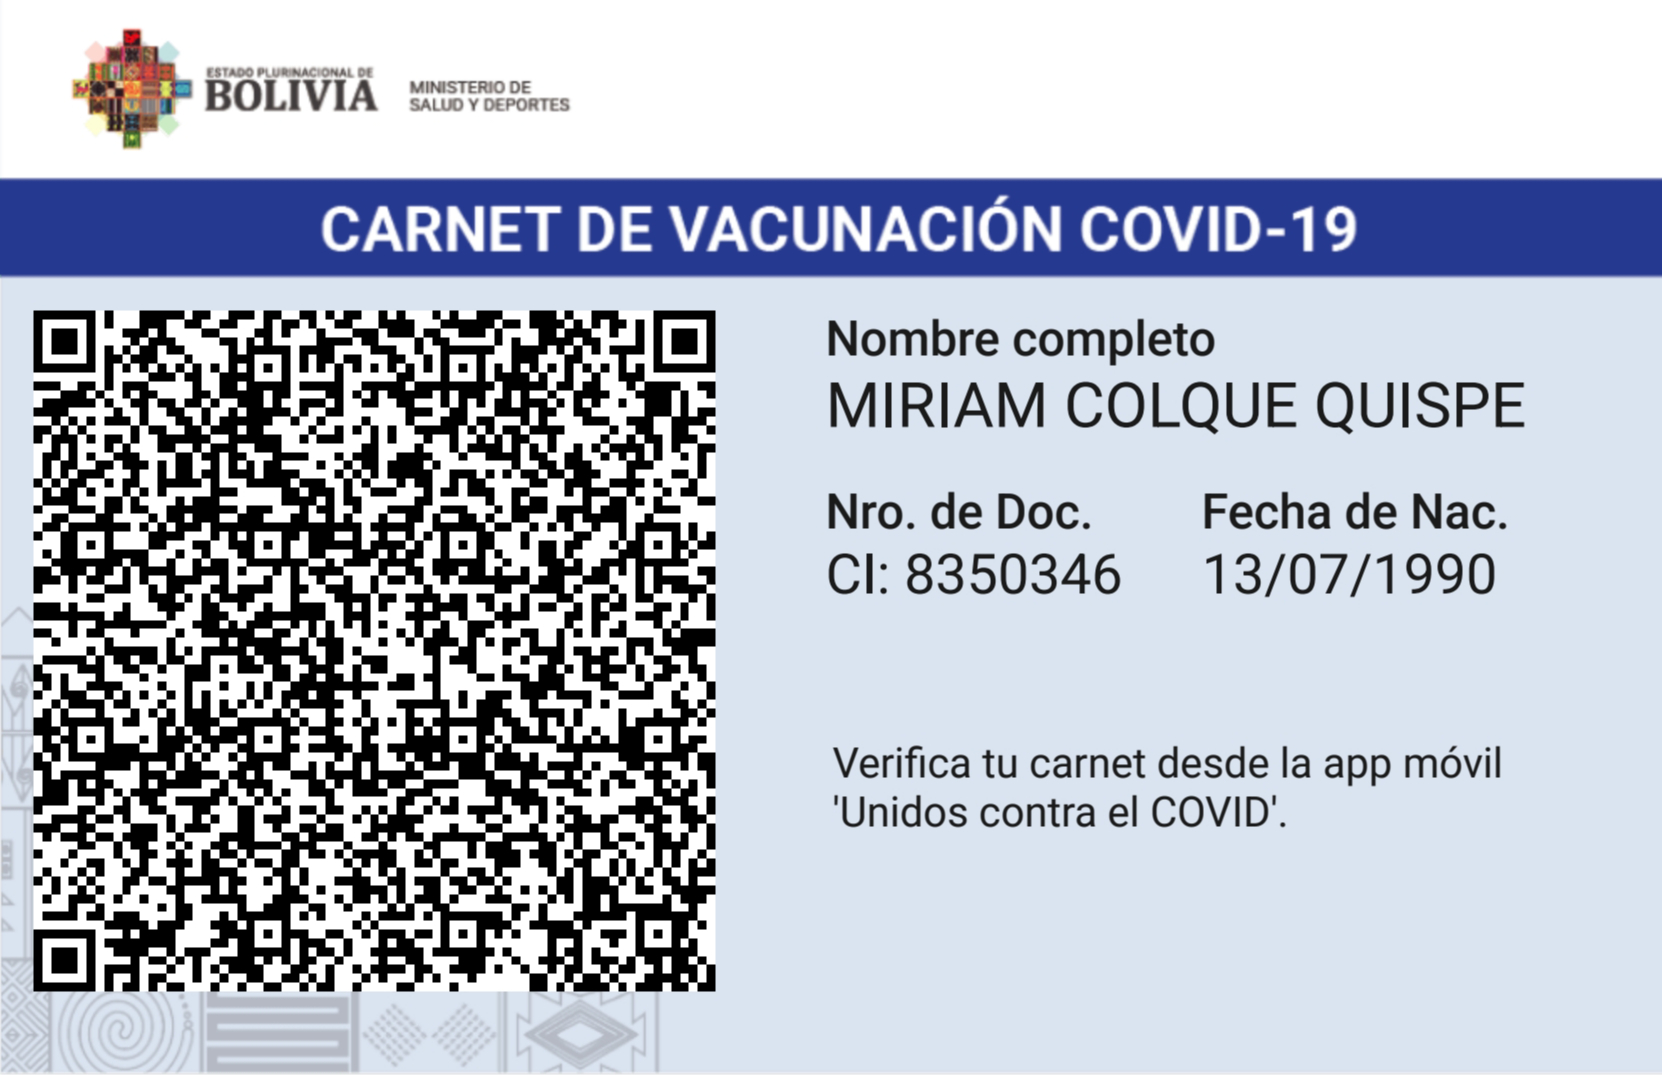 ESTADO PLURINACIONAL DE
BOLIVIA
MINISTERIO DE
SALUD Y DEPORTES
CARNET DE VACUNACIÓN COVID-19
Nombre completo
MIRIAM COLQUE QUISPE
Nro. de Doc. Fecha de Nac.
CI: 8350346 13/07/1990
Verifica tu carnet desde la app móvil
'Unidos contra el COVID'.